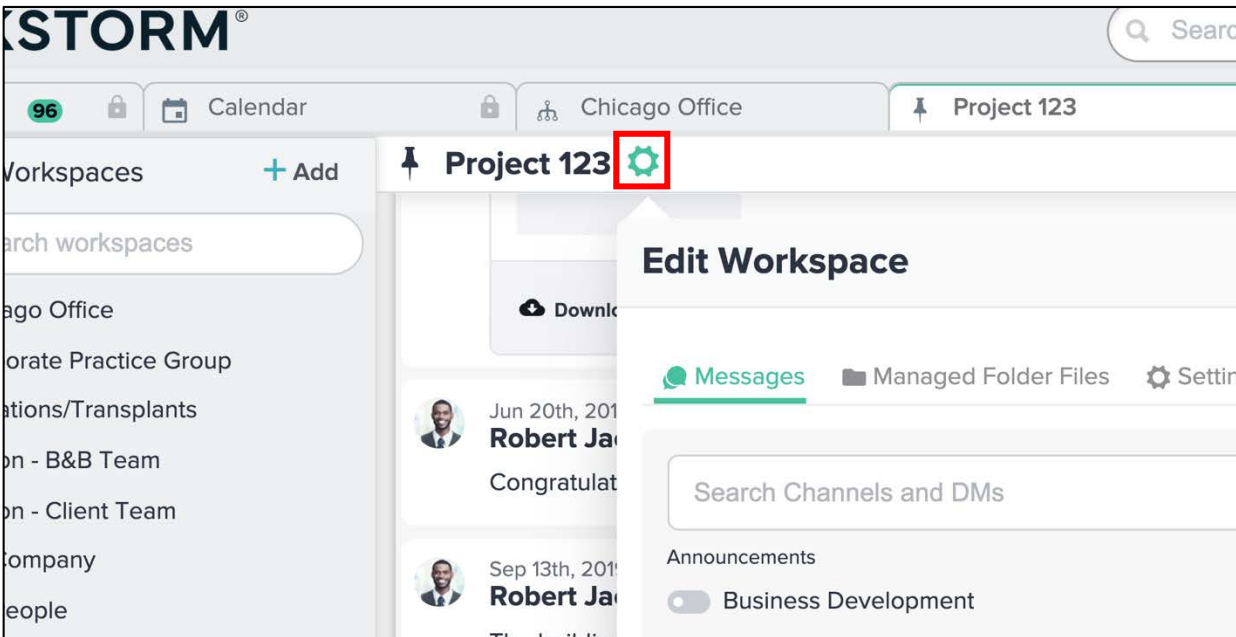 STORM®
Searc
96
Calendar
Chicago Office
Project 123
Workspaces
+ Add
Project 123
arch workspaces
Edit Workspace
ago Office
Downlo
orate Practice Group
Messages
Managed Folder Files
Settin
ations/Transplants
Jun 20th, 201
Robert Ja
on - B&B Team
Congratulat
Search Channels and DMs
on - Client Team
Company
Announcements
Sep 13th, 201
Robert Ja
Business Development
eople